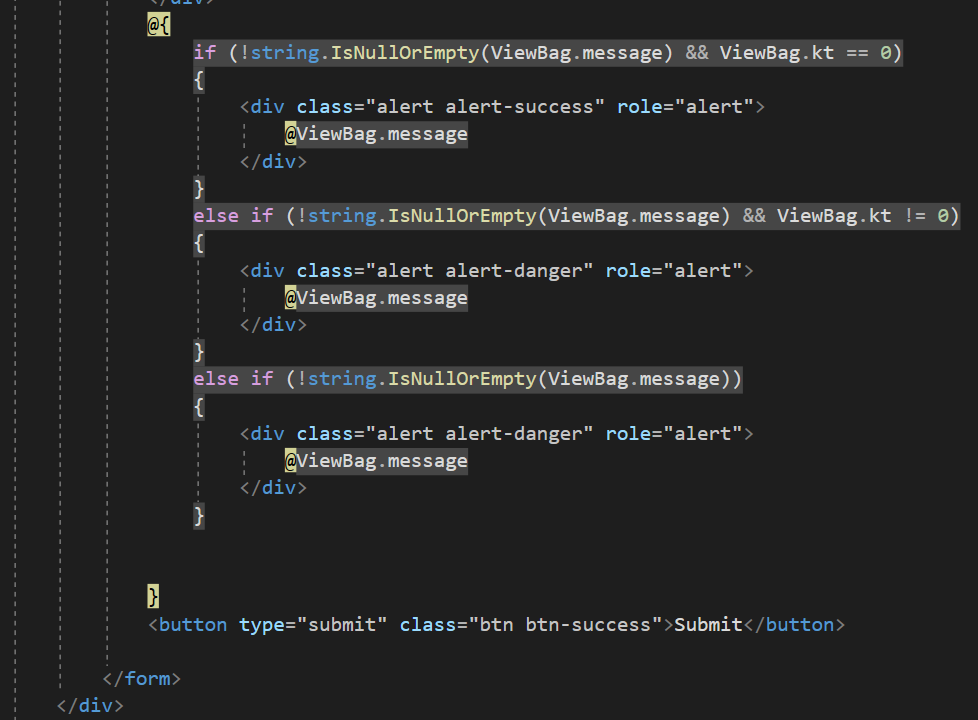 </div>
@{
if (!string.IsNullOrEmpty(ViewBag.message) && ViewBag.kt == 0)
{
<div class="alert alert-success" role="alert">
@ViewBag.message
</div>
}
else if (!string.IsNullOrEmpty(ViewBag.message) && ViewBag.kt != 0)
{
<div class="alert alert-danger" role="alert">
@ViewBag.message
</div>
}
else if (!string.IsNullOrEmpty(ViewBag.message))
{
<div class="alert alert-danger" role="alert">
@ViewBag.message
</div>
}
}
<button type="submit" class="btn btn-success">Submit</button>
</form>
</div>